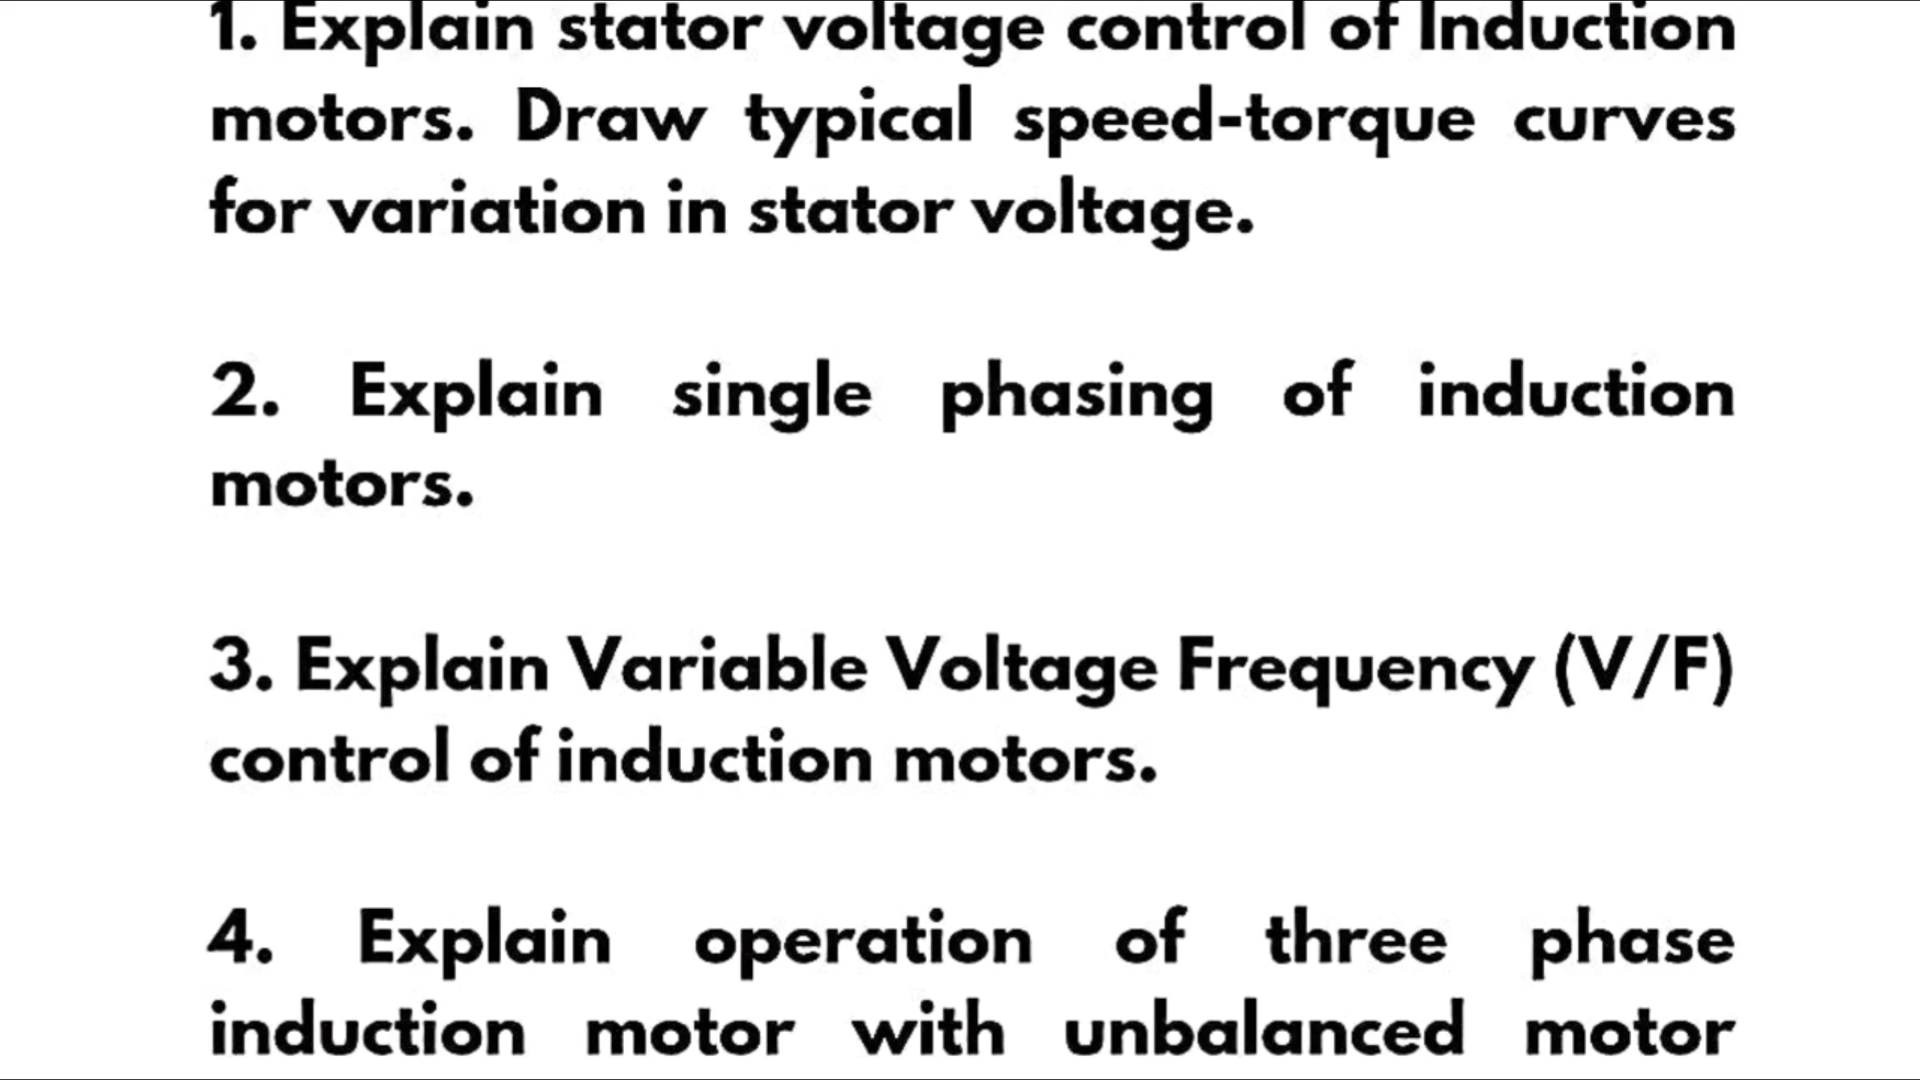 1. Explain stator voltage control of Induction
motors. Draw typical speed-torque curves
for variation in stator voltage.
2. Explain single phasing of induction
motors.
3. Explain Variable Voltage Frequency (V/F)
control of induction motors.
4. Explain operation of three phase
induction motor with unbalanced motor